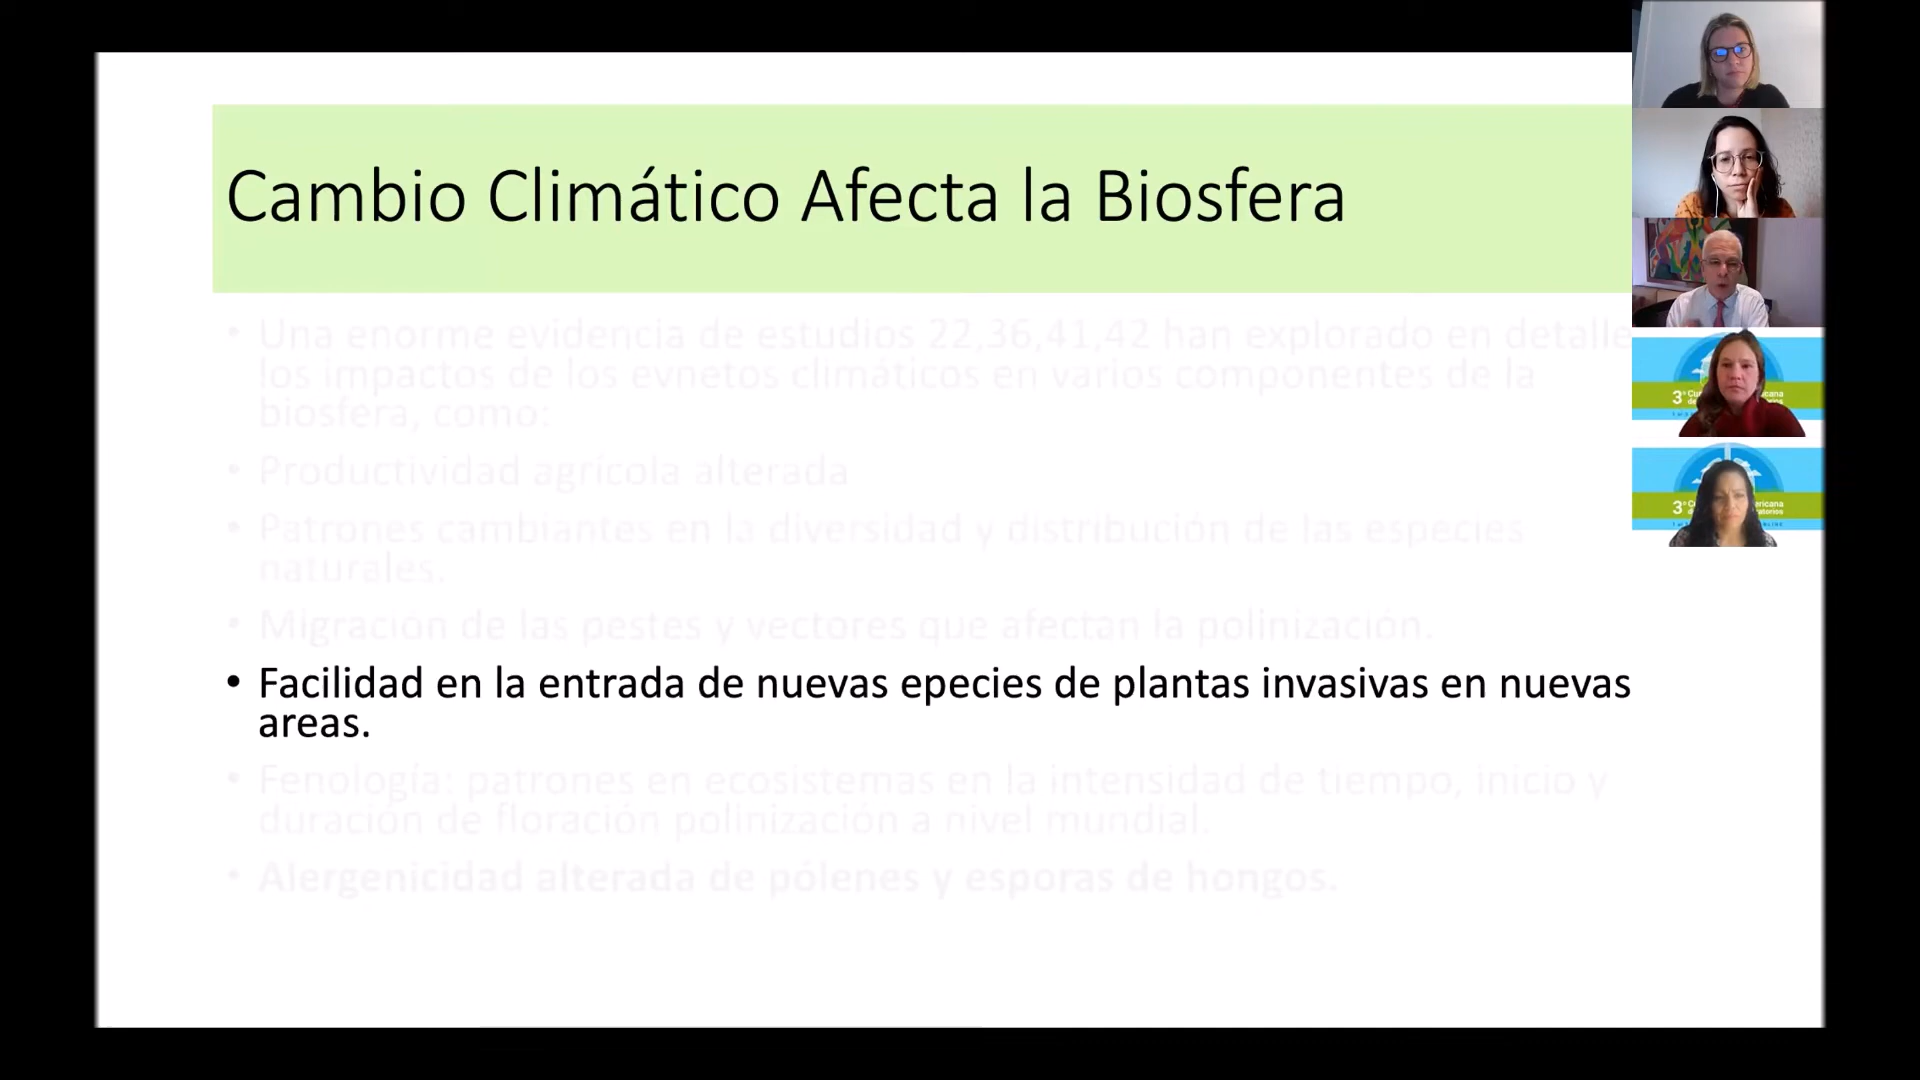 Cambio Climático Afecta la Biosfera
• Una enorme evidencia de estudios 22,36,41,42 han explorado en detalle
los impactos de los evnetos climáticos en varios componentes de la
biosfera, como:
• Productividad agrícola alterada
• Patrones cambiantes en la diversidad y distribución de las especies
naturales.
• Migración de las pestes y vectores que afectan la polinización.
• Facilidad en la entrada de nuevas epecies de plantas invasivas en nuevas
areas.
• Fenología: patrones en ecosistemas en la intensidad de tiempo, inicio y
duración de floración polinización a nivel mundial.
• Alergenicidad alterada de pólenes y esporas de hongos.